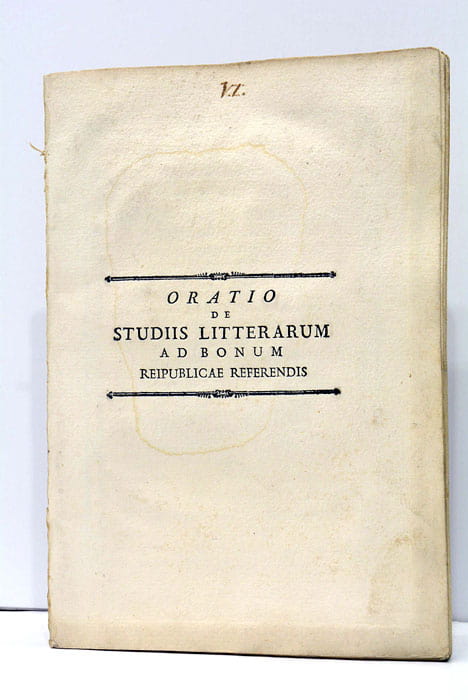 VI.
ORATIO
DE
STUDIIS LITTERARUM
AD BONUM
REIPUBLICAE REFERENDIS